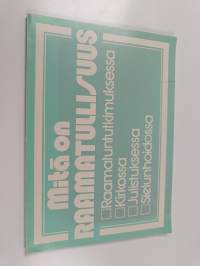 Mitä on
RAAMATULLISUUS
Raamatuntutkimuksessa
Kirkossa
Julistuksessa
Sielunhoidossa